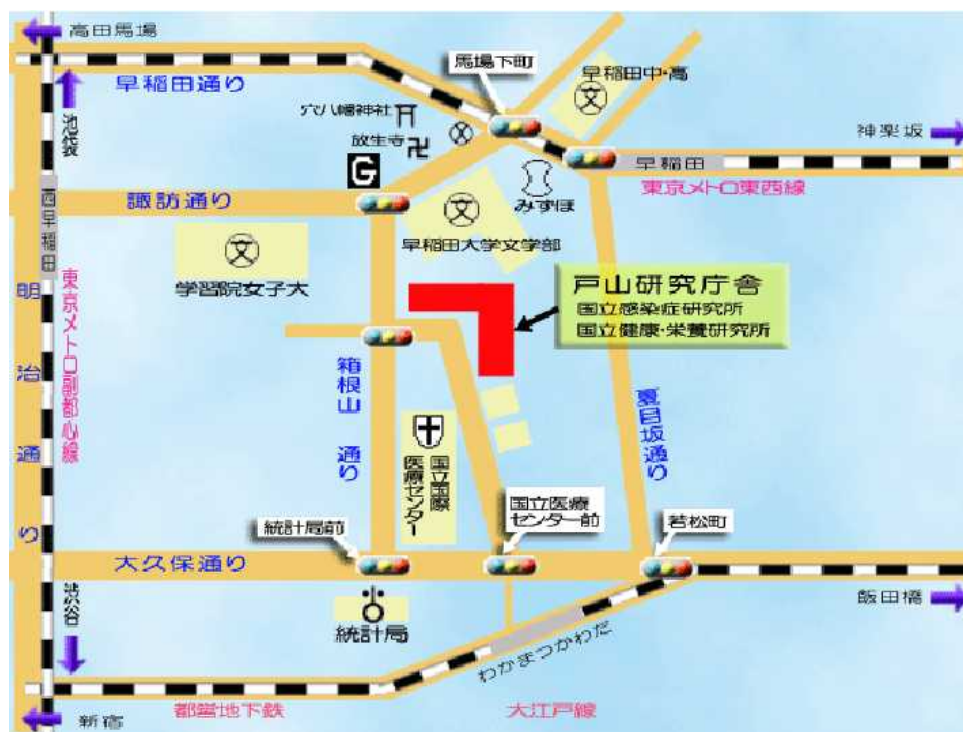 高田馬場
馬場下町
早稲田中・高
文
早稲田通り
穴八幡神社
池袋
放生寺
神楽坂
早稲田
東京メトロ東西線
G
諏訪通り
みずほ
文
早稲田大学文学部
西早稲田
文
学習院女子大
戸山研究庁舎
国立感染症研究所
国立健康・栄養研究所
明治通り
東京メトロ副都心線
箱根山通り
夏目坂通り
国立国際
医療センター
国立医療
センター前
統計局前
若松町
大久保通り
渋谷
飯田橋
統計局
わかまつかわだ
都営地下鉄
大江戸線
新宿